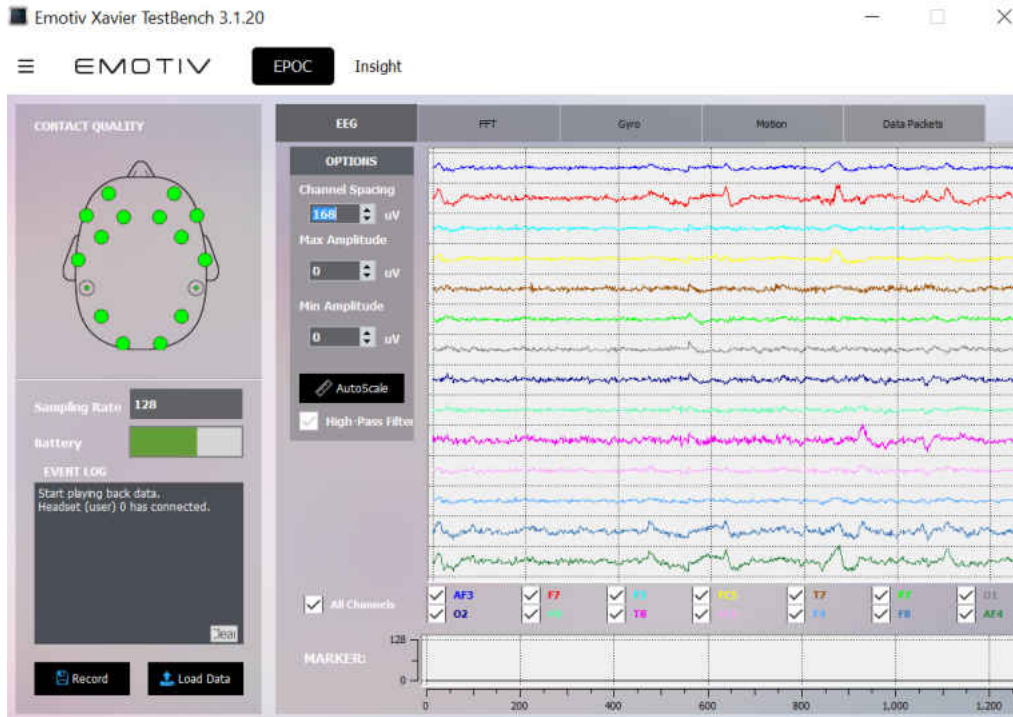 Emotiv Xavier TestBench 3.1.20
EMOTIV
EPOC
Insight
CONTACT QUALITY
EEG
FFT
Gyro
Motion
Data Packets
OPTIONS
Channel Spacing
168 uV
Max Amplitude
0 uV
Min Amplitude
0 uV
AutoScale
High-Pass Filter
Sampling Rate 128
Battery
EVENT LOG
Start playing back data.
Headset (user) 0 has connected.
Clear
Record
Load Data
All Channels
AF3 F7 T7 O1
O2 T8 F4 F8 AF4
MARKER:
128
0
0 200 400 600 800 1,000 1,200